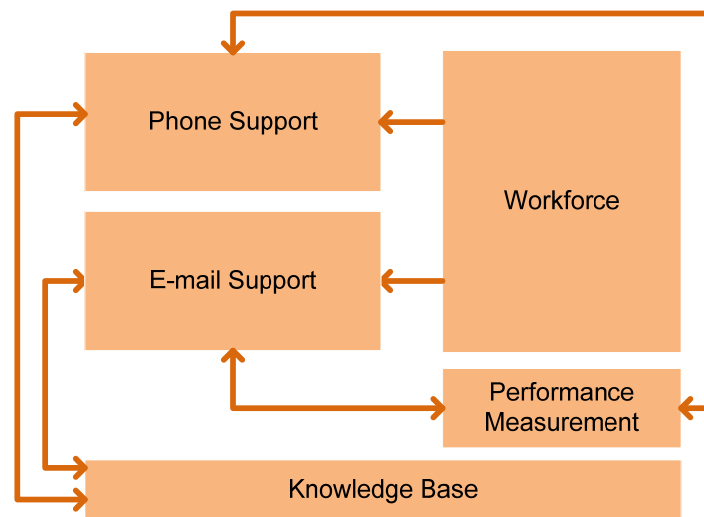 Phone Support
Workforce
E-mail Support
Performance
Measurement
Knowledge Base